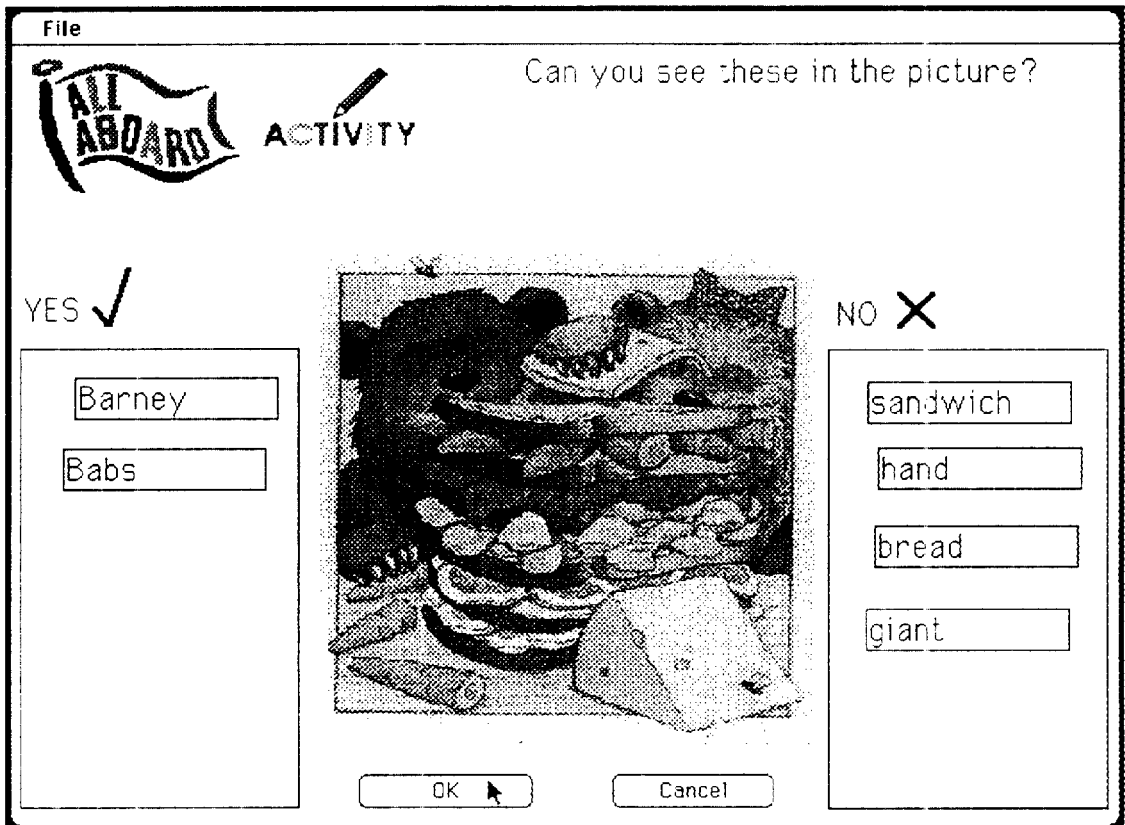 File
Can you see these in the picture?
ALL
ABOARD
ACTIVITY
YES
NO
Barney
Babs
sandwich
hand
bread
giant
OK
Cancel